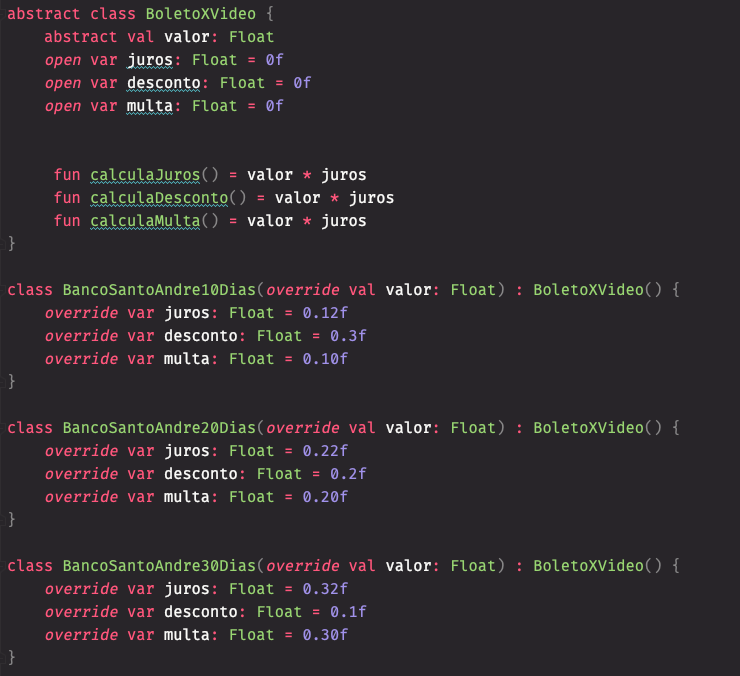 abstract class BoletoXVideo {
    abstract val valor: Float
    open var juros: Float = 0f
    open var desconto: Float = 0f
    open var multa: Float = 0f
     fun calculaJuros() = valor * juros
     fun calculaDesconto() = valor * juros
     fun calculaMulta() = valor * juros
}
class BancoSantoAndre10Dias(override val valor: Float) : BoletoXVideo() {
    override var juros: Float = 0.12f
    override var desconto: Float = 0.3f
    override var multa: Float = 0.10f
}
class BancoSantoAndre20Dias(override val valor: Float) : BoletoXVideo() {
    override var juros: Float = 0.22f
    override var desconto: Float = 0.2f
    override var multa: Float = 0.20f
}
class BancoSantoAndre30Dias(override val valor: Float) : BoletoXVideo() {
    override var juros: Float = 0.32f
    override var desconto: Float = 0.1f
    override var multa: Float = 0.30f
}